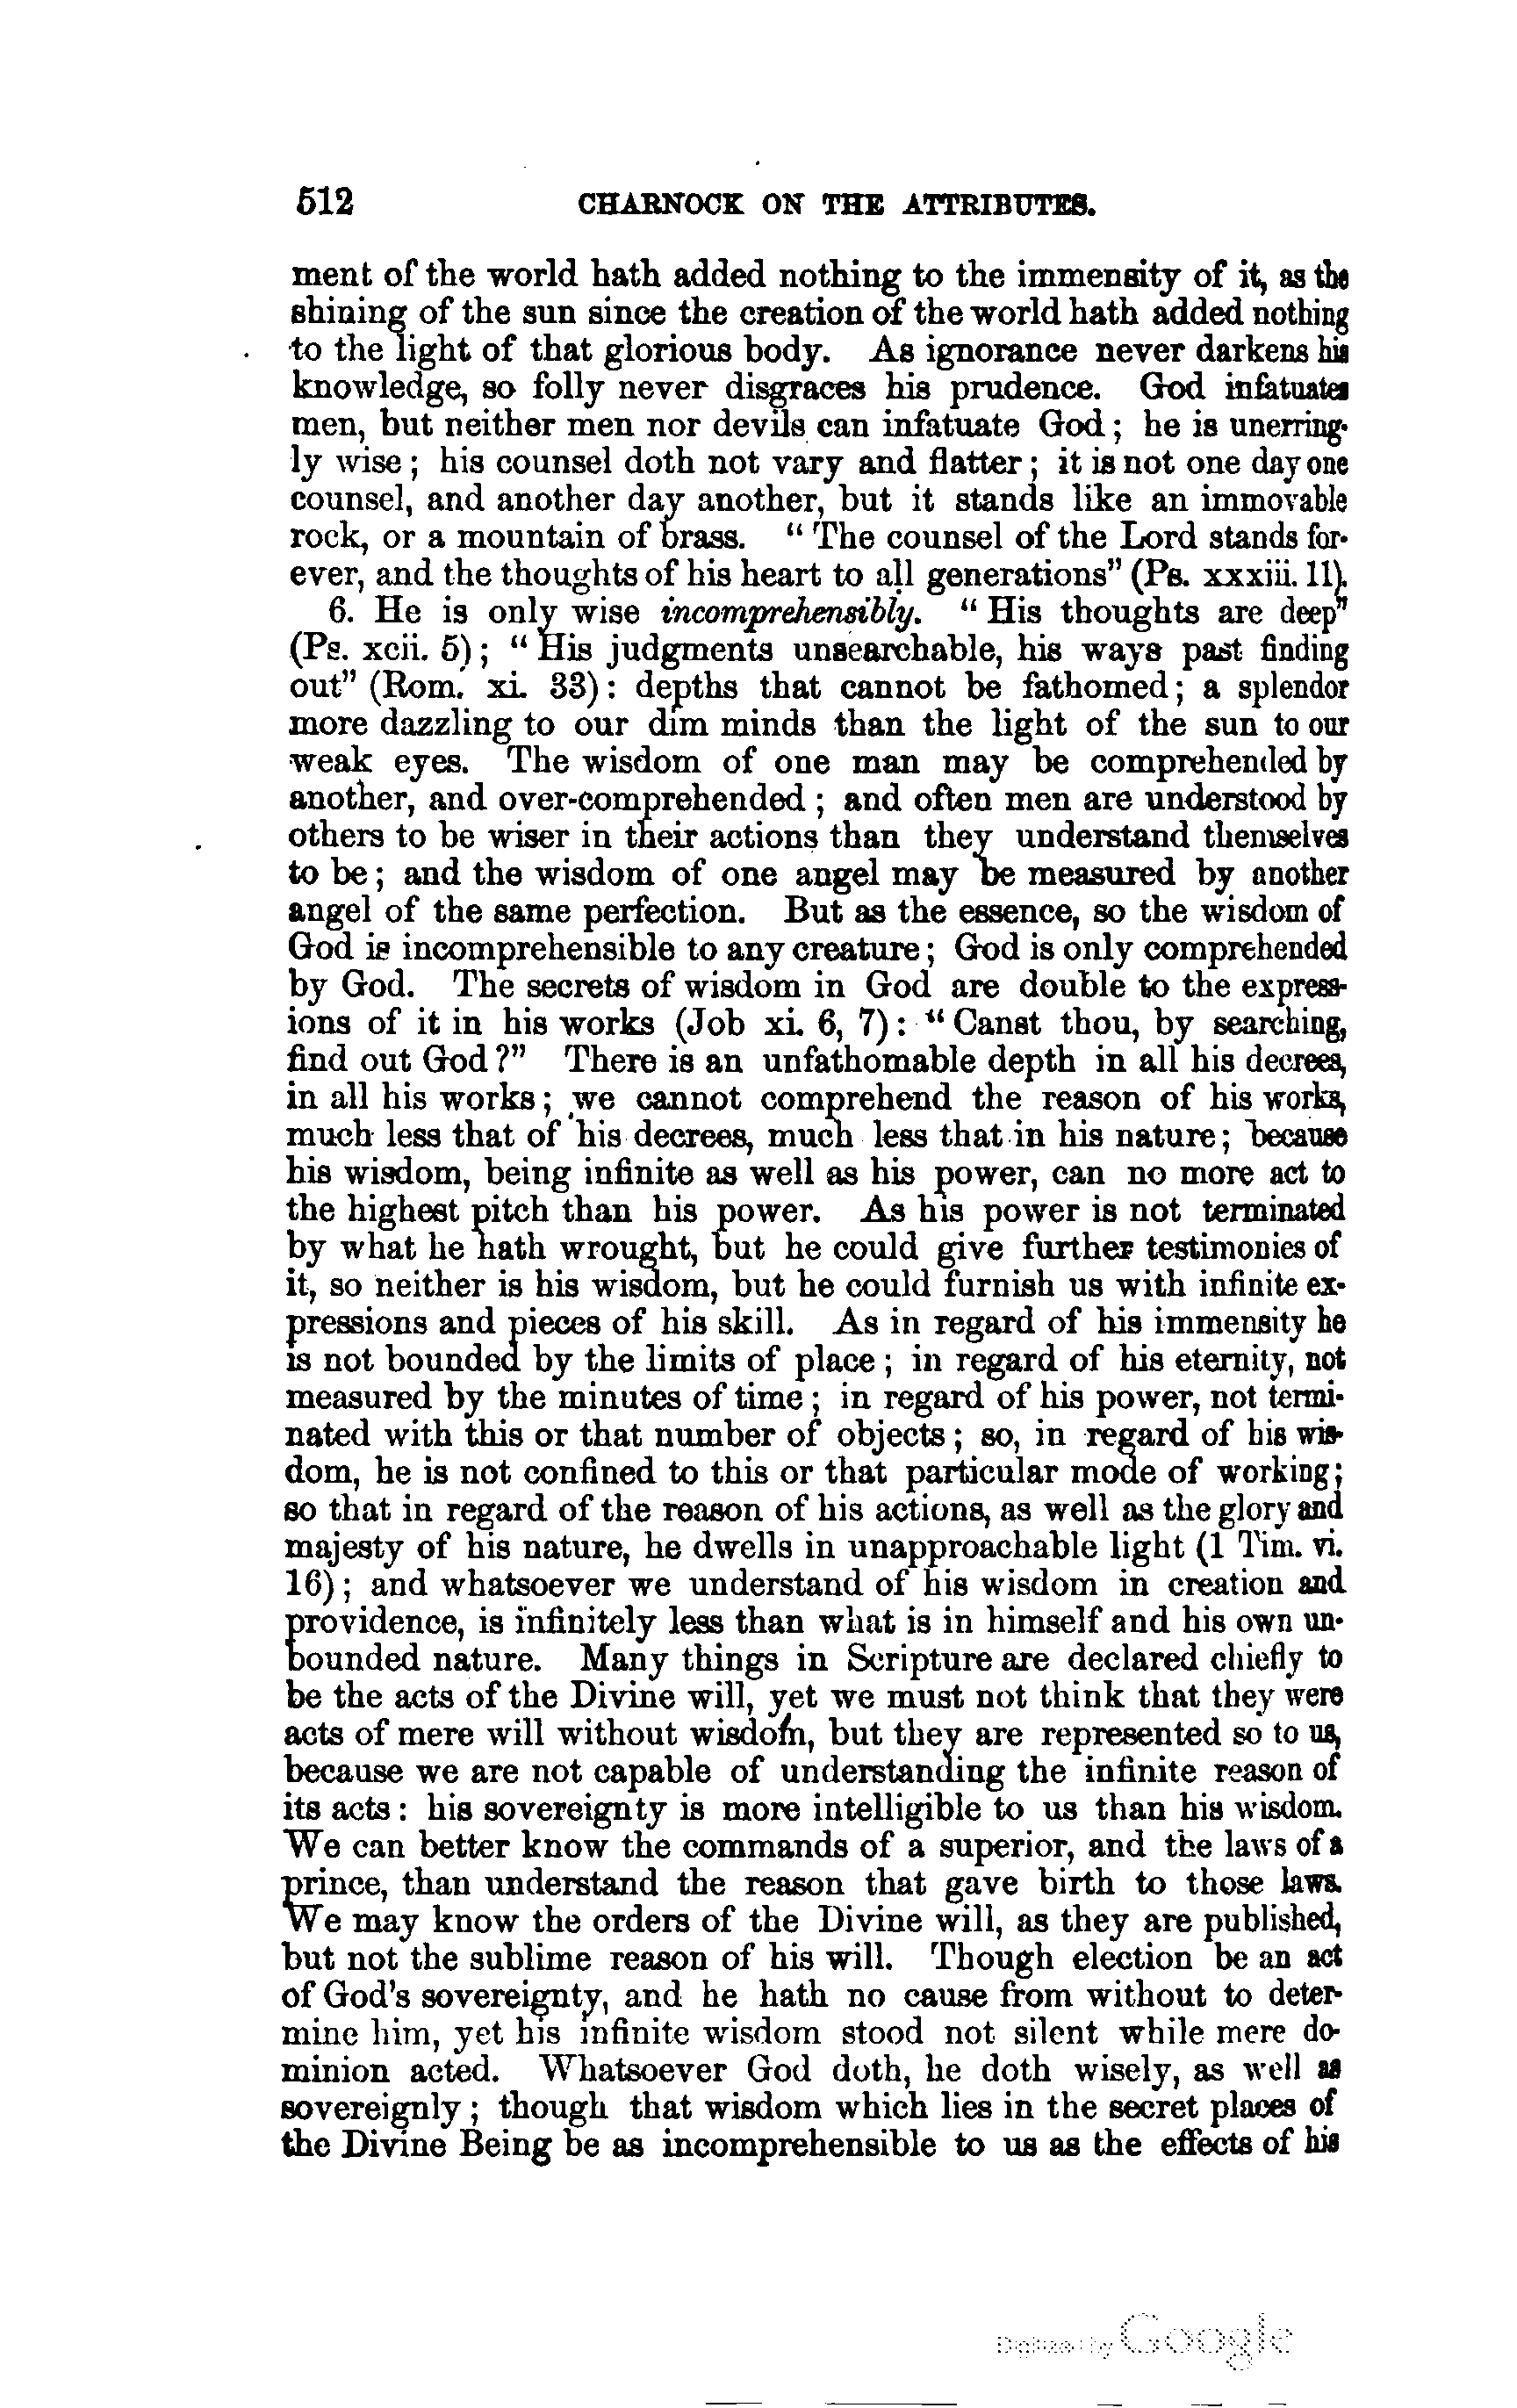 512 CHARNOCK ON THE ATTRIBUTES.
ment of the world hath added nothing to the immensity of it, as the
shining of the sun since the creation of the world hath added nothing
to the light of that glorious body. As ignorance never darkens his
knowledge, so folly never disgraces his prudence. God infatuates
men, but neither men nor devils can infatuate God; he is unerring-
ly wise; his counsel doth not vary and flatter; it is not one day one
counsel, and another day another, but it stands like an immovable
rock, or a mountain of brass. "The counsel of the Lord stands for-
ever, and the thoughts of his heart to all generations" (Ps. xxxiii. 11).
6. He is only wise incomprehensibly. "His thoughts are deep"
(Ps. xcii. 5); "His judgments unsearchable, his ways past finding
out" (Rom. xi. 33): depths that cannot be fathomed; a splendor
more dazzling to our dim minds than the light of the sun to our
weak eyes. The wisdom of one man may be comprehended by
another, and over-comprehended; and often men are understood by
others to be wiser in their actions than they understand themselves
to be; and the wisdom of one angel may be measured by another
angel of the same perfection. But as the essence, so the wisdom of
God is incomprehensible to any creature; God is only comprehended
by God. The secrets of wisdom in God are double to the express-
ions of it in his works (Job xi. 6, 7): "Canst thou, by searching,
find out God?" There is an unfathomable depth in all his decrees,
in all his works; we cannot comprehend the reason of his works,
much less that of his decrees, much less that in his nature; because
his wisdom, being infinite as well as his power, can no more act to
the highest pitch than his power. As his power is not terminated
by what he hath wrought, but he could give further testimonies of
it, so neither is his wisdom, but he could furnish us with infinite ex-
pressions and pieces of his skill. As in regard of his immensity he
is not bounded by the limits of place; in regard of his eternity, not
measured by the minutes of time; in regard of his power, not termi-
nated with this or that number of objects; so, in regard of his wis-
dom, he is not confined to this or that particular mode of working;
so that in regard of the reason of his actions, as well as the glory and
majesty of his nature, he dwells in unapproachable light (1 Tim. vi.
16); and whatsoever we understand of his wisdom in creation and
providence, is infinitely less than what is in himself and his own un-
bounded nature. Many things in Scripture are declared chiefly to
be the acts of the Divine will, yet we must not think that they were
acts of mere will without wisdom, but they are represented so to us,
because we are not capable of understanding the infinite reason of
its acts: his sovereignty is more intelligible to us than his wisdom.
We can better know the commands of a superior, and the laws of a
prince, than understand the reason that gave birth to those laws.
We may know the orders of the Divine will, as they are published,
but not the sublime reason of his will. Though election be an act
of God's sovereignty, and he hath no cause from without to deter-
mine him, yet his infinite wisdom stood not silent while mere do-
minion acted. Whatsoever God doth, he doth wisely, as well as
sovereignly; though that wisdom which lies in the secret places of
the Divine Being be as incomprehensible to us as the effects of his
Digitized by Google